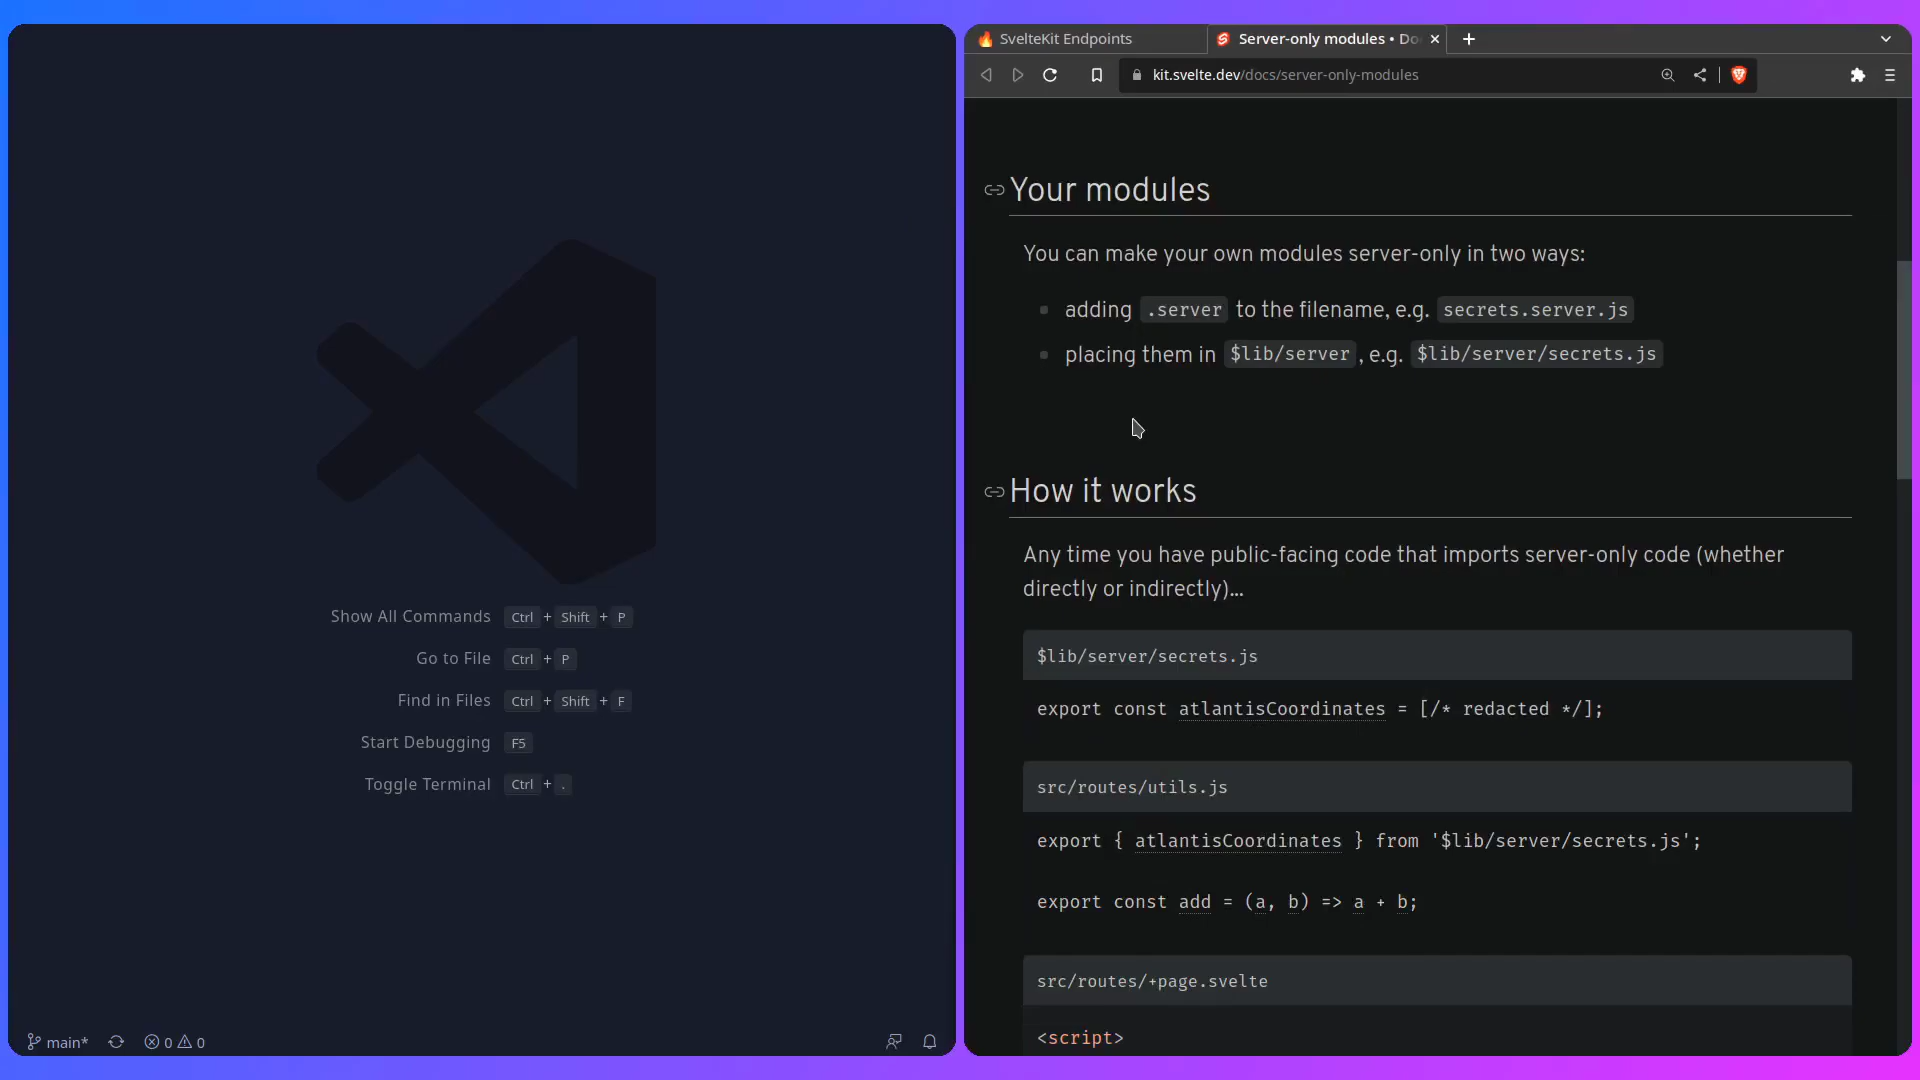 SvelteKit Endpoints
Server-only modules • Do
kit.svelte.dev/docs/server-only-modules
Your modules
You can make your own modules server-only in two ways:
adding .server to the filename, e.g. secrets.server.js
placing them in $lib/server, e.g. $lib/server/secrets.js
How it works
Any time you have public-facing code that imports server-only code (whether
directly or indirectly)...
$lib/server/secrets.js
export const atlantisCoordinates = [/* redacted */];
src/routes/utils.js
export { atlantisCoordinates } from '$lib/server/secrets.js';
export const add = (a, b) => a + b;
src/routes/+page.svelte
<script>
Show All Commands Ctrl + Shift + P
Go to File Ctrl + P
Find in Files Ctrl + Shift + F
Start Debugging F5
Toggle Terminal Ctrl + .
main* 0 0